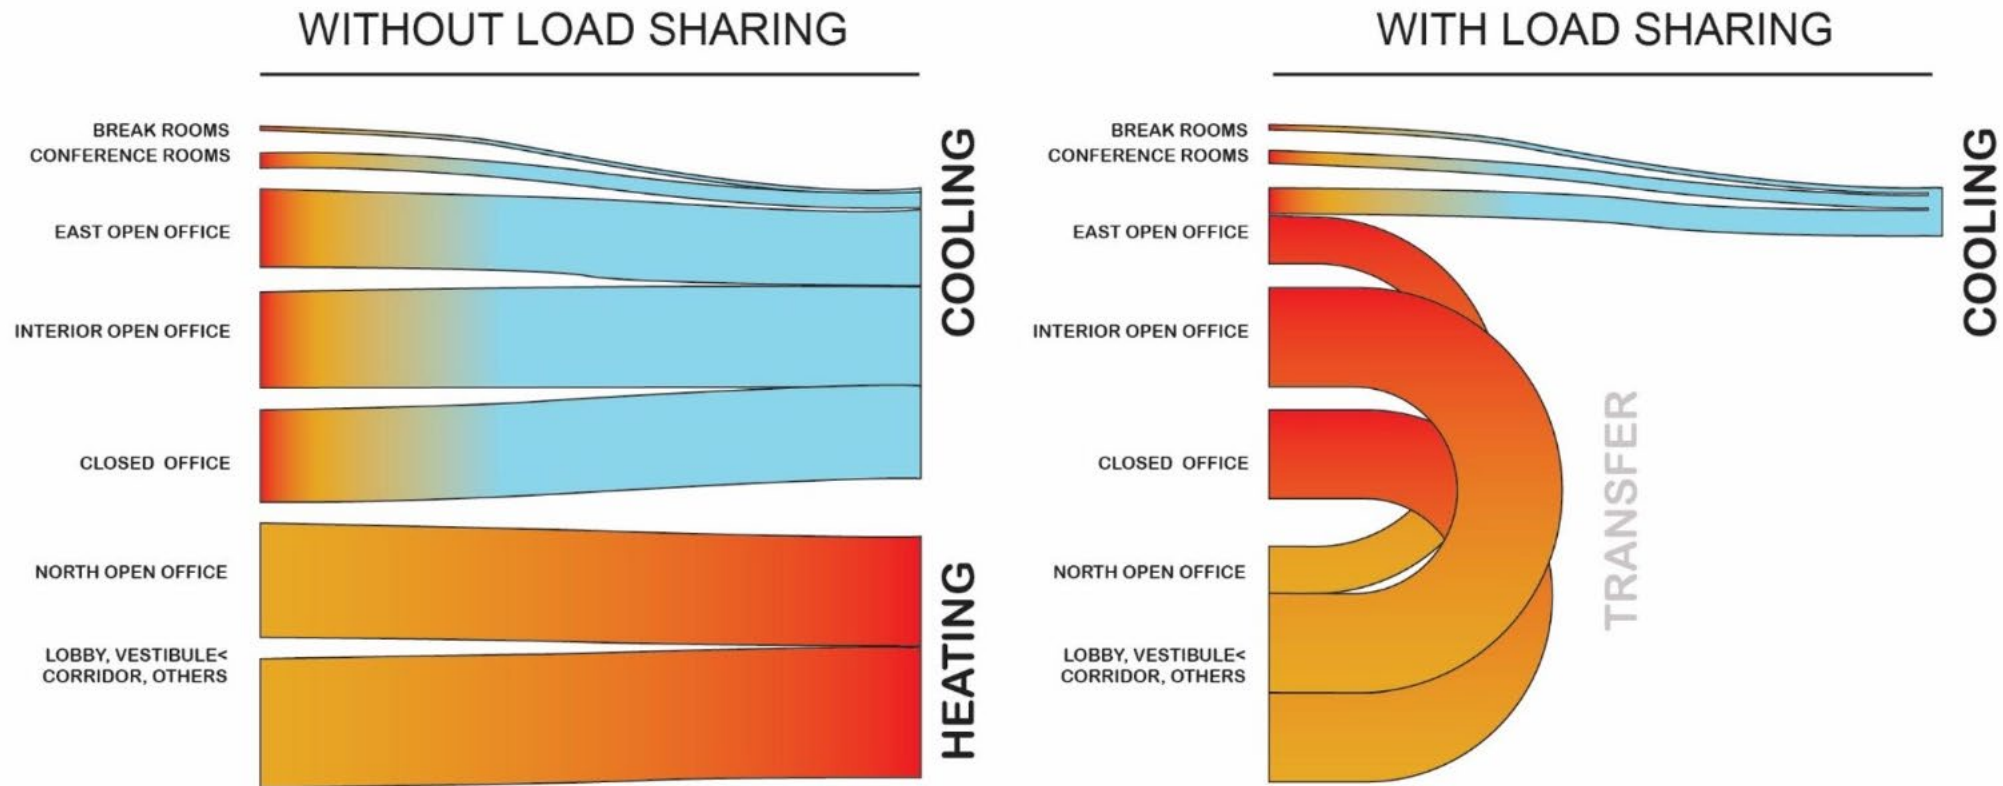 WITHOUT LOAD SHARING
BREAK ROOMS
CONFERENCE ROOMS
EAST OPEN OFFICE
INTERIOR OPEN OFFICE
CLOSED OFFICE
NORTH OPEN OFFICE
LOBBY, VESTIBULE<
CORRIDOR, OTHERS
COOLING
HEATING
WITH LOAD SHARING
BREAK ROOMS
CONFERENCE ROOMS
EAST OPEN OFFICE
INTERIOR OPEN OFFICE
CLOSED OFFICE
NORTH OPEN OFFICE
LOBBY, VESTIBULE<
CORRIDOR, OTHERS
TRANSFER
COOLING